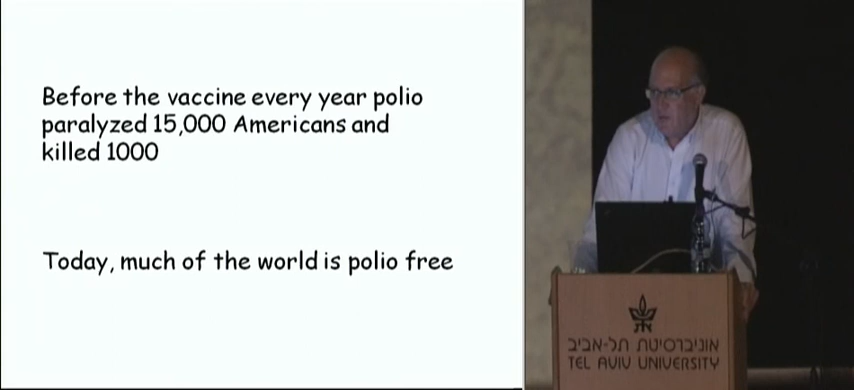 Before the vaccine every year polio
paralyzed 15,000 Americans and
killed 1000
Today, much of the world is polio free
אוניברסיטת תל-אביב
TEL AVIV UNIVERSITY